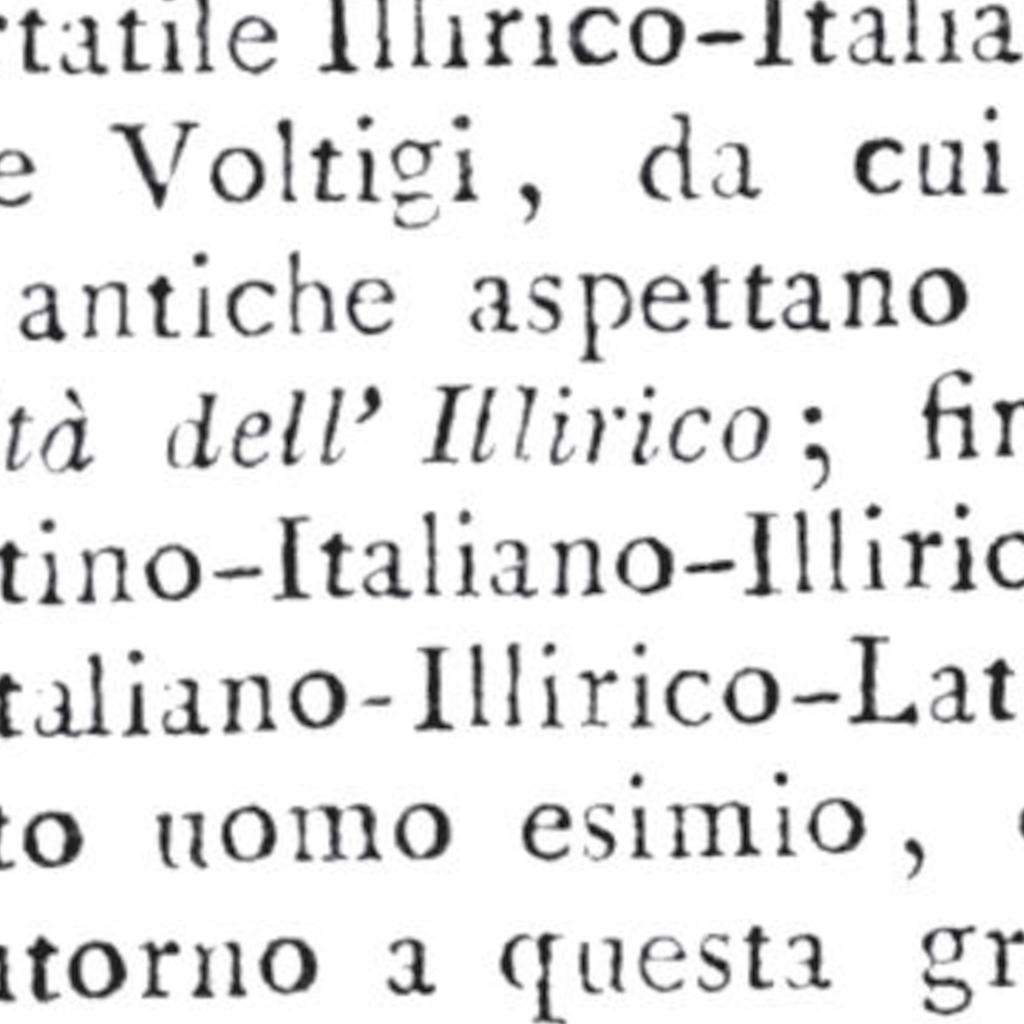 rtatile Illirico-Italia
e Voltigi, da cui
antiche aspettano
tà dell' Illirico; fin
tino-Italiano-Illiric
taliano-Illirico-Lat
to uomo esimio,
torno a questa gr